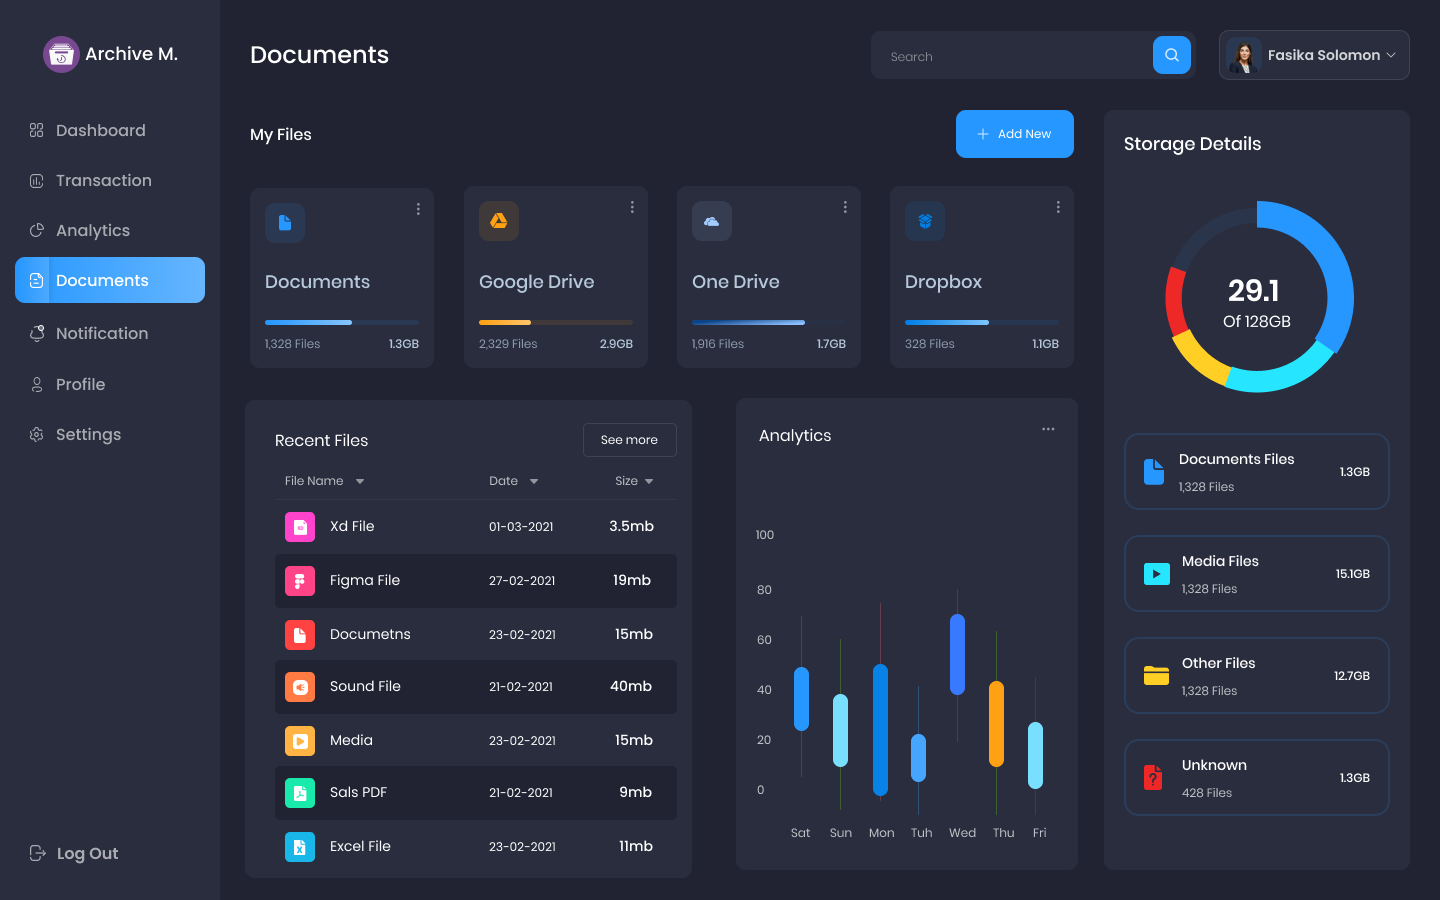 Archive M.
Dashboard
Transaction
Analytics
Documents
Notification
Profile
Settings
Log Out
Documents
Search
Fasika Solomon
My Files
Add New
Documents
1,328 Files 1.3GB
Google Drive
2,329 Files 2.9GB
One Drive
1,916 Files 1.7GB
Dropbox
328 Files 1.1GB
Recent Files
See more
File Name Date Size
Xd File 01-03-2021 3.5mb
Figma File 27-02-2021 19mb
Documetns 23-02-2021 15mb
Sound File 21-02-2021 40mb
Media 23-02-2021 15mb
Sals PDF 21-02-2021 9mb
Excel File 23-02-2021 11mb
Analytics
100
80
60
40
20
0
Sat Sun Mon Tuh Wed Thu Fri
Storage Details
29.1
Of 128GB
Documents Files
1,328 Files
1.3GB
Media Files
1,328 Files
15.1GB
Other Files
1,328 Files
12.7GB
Unknown
428 Files
1.3GB